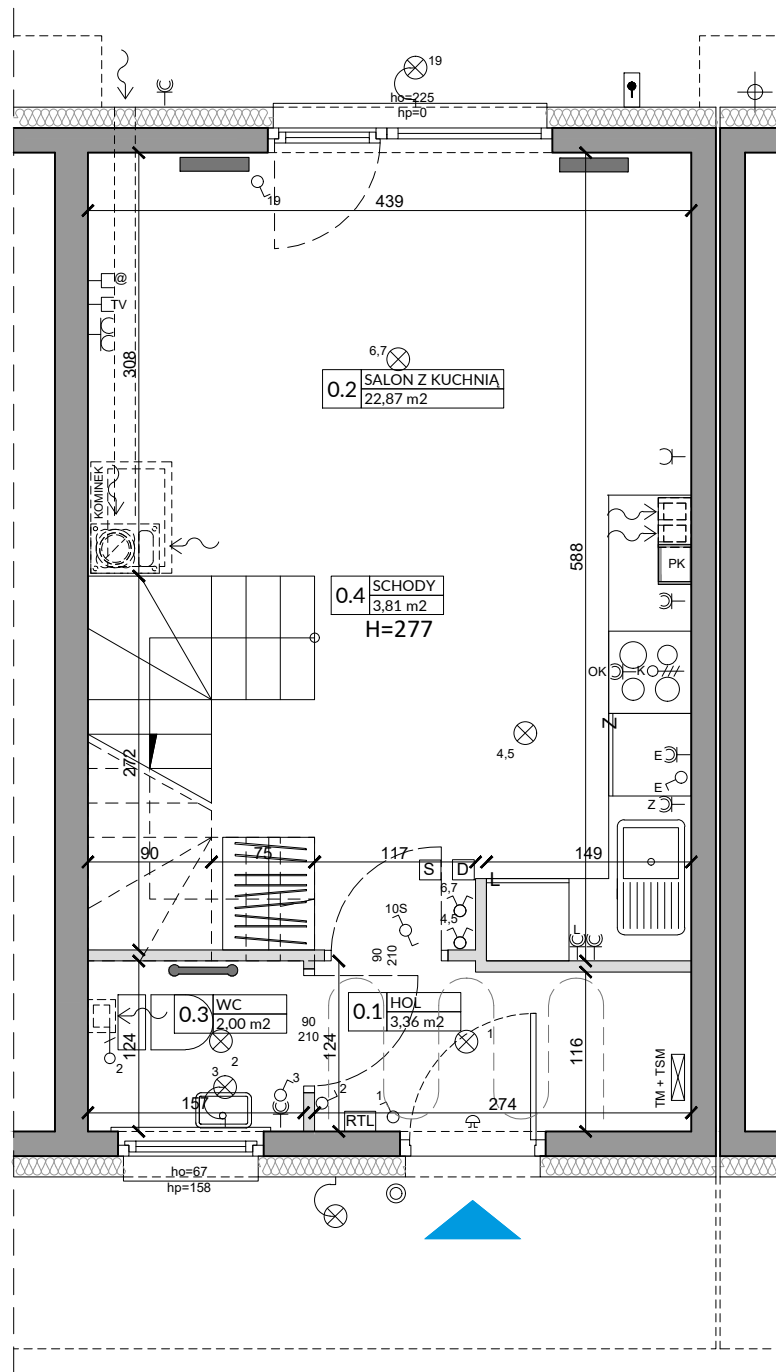 19
ho=225
hp=0
19
439
@
TV
308
6,7
0.2 SALON Z KUCHNIĄ
22,87 m2
KOMINEK
588
PK
0.4 SCHODY
3,81 m2
H=277
OK
K
Z
4,5
E
E
Z
272
90
75
117
149
S
D
L
6,7
10S
4,5
L
90
210
0.3 WC
2,00 m2
0.1 HOL
3,36 m2
90
210
124
124
116
1
2
2
3
3
2
1
TM + TSM
157
274
RTL
ho=67
hp=158